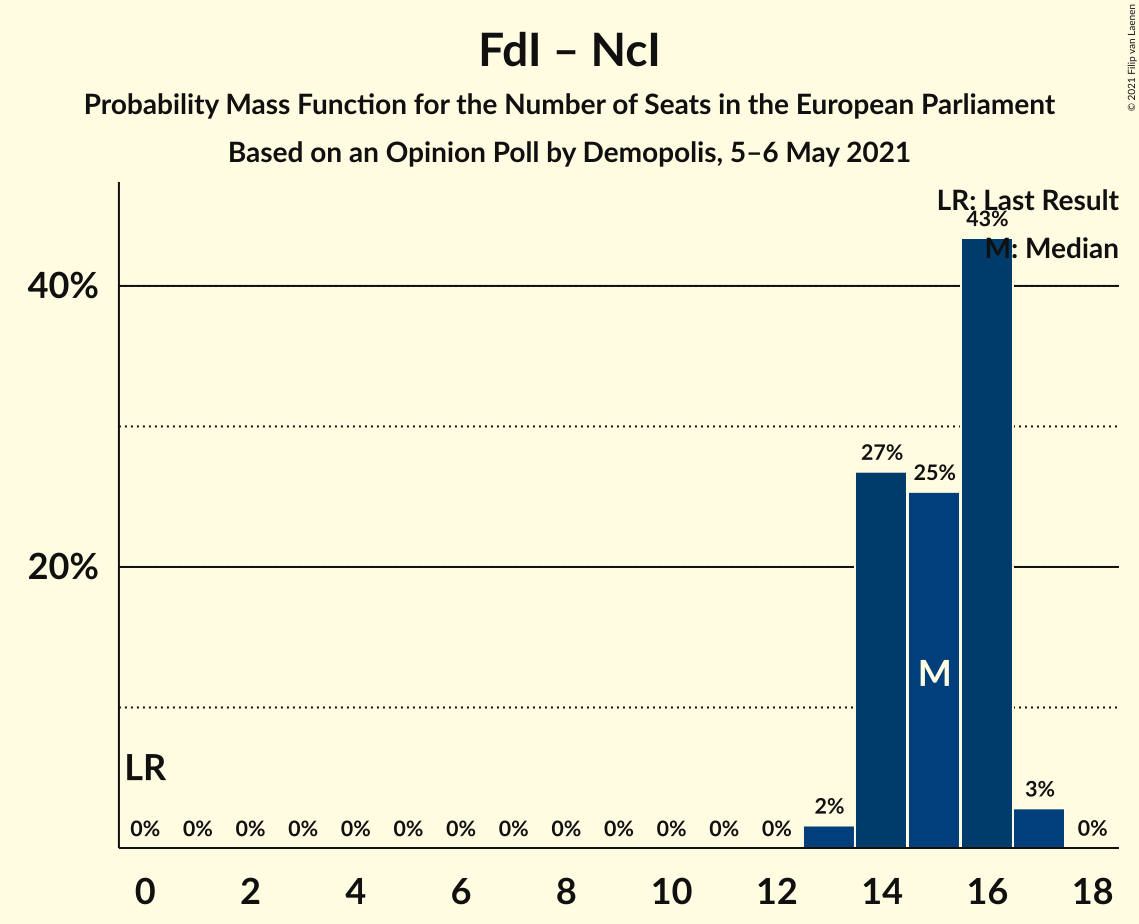 FdI – NcI
Probability Mass Function for the Number of Seats in the European Parliament
Based on an Opinion Poll by Demopolis, 5–6 May 2021
© 2021 Filip van Laenen
LR: Last Result
M: Median
43%
40%
27%
25%
20%
M
LR
0% 0% 0% 0% 0% 0% 0% 0% 0% 0% 0% 0% 0% 2% 3% 0%
0 2 4 6 8 10 12 14 16 18